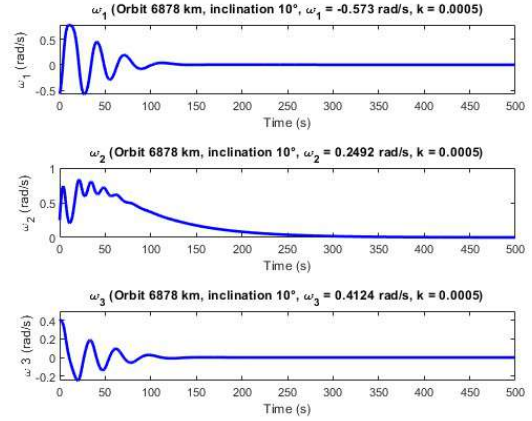 ω₁ (Orbit 6878 km, inclination 10°, ω₁ = -0.573 rad/s, k = 0.0005)
ω₁ (rad/s)
0.5
0
-0.5
0 50 100 150 200 250 300 350 400 450 500
Time (s)
ω₂ (Orbit 6878 km, inclination 10°, ω₂ = 0.2492 rad/s, k = 0.0005)
ω₂ (rad/s)
1
0.5
0
0 50 100 150 200 250 300 350 400 450 500
Time (s)
ω₃ (Orbit 6878 km, inclination 10°, ω₃ = 0.4124 rad/s, k = 0.0005)
ω 3 (rad/s)
0.4
0.2
0
-0.2
0 50 100 150 200 250 300 350 400 450 500
Time (s)